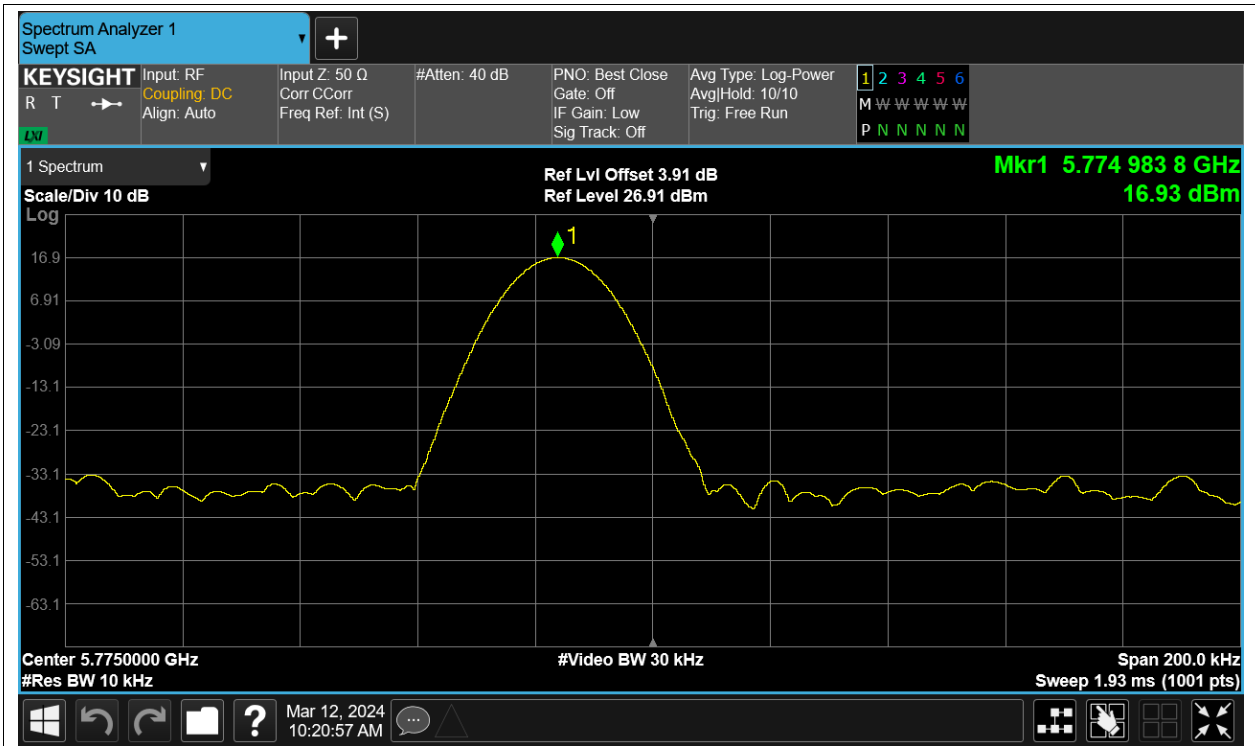 Spectrum Analyzer 1
Swept SA
+
KEYSIGHT
R T
LXI
Input: RF
Coupling: DC
Align: Auto
Input Z: 50 Ω
Corr CCorr
Freq Ref: Int (S)
#Atten: 40 dB
PNO: Best Close
Gate: Off
IF Gain: Low
Sig Track: Off
Avg Type: Log-Power
Avg|Hold: 10/10
Trig: Free Run
1 2 3 4 5 6
M W W W W W
P N N N N N
1 Spectrum
Scale/Div 10 dB
Log
Ref Lvl Offset 3.91 dB
Ref Level 26.91 dBm
Mkr1 5.774 983 8 GHz
16.93 dBm
1
16.9
6.91
-3.09
-13.1
-23.1
-33.1
-43.1
-53.1
-63.1
Center 5.7750000 GHz
#Res BW 10 kHz
#Video BW 30 kHz
Span 200.0 kHz
Sweep 1.93 ms (1001 pts)
?
Mar 12, 2024
10:20:57 AM